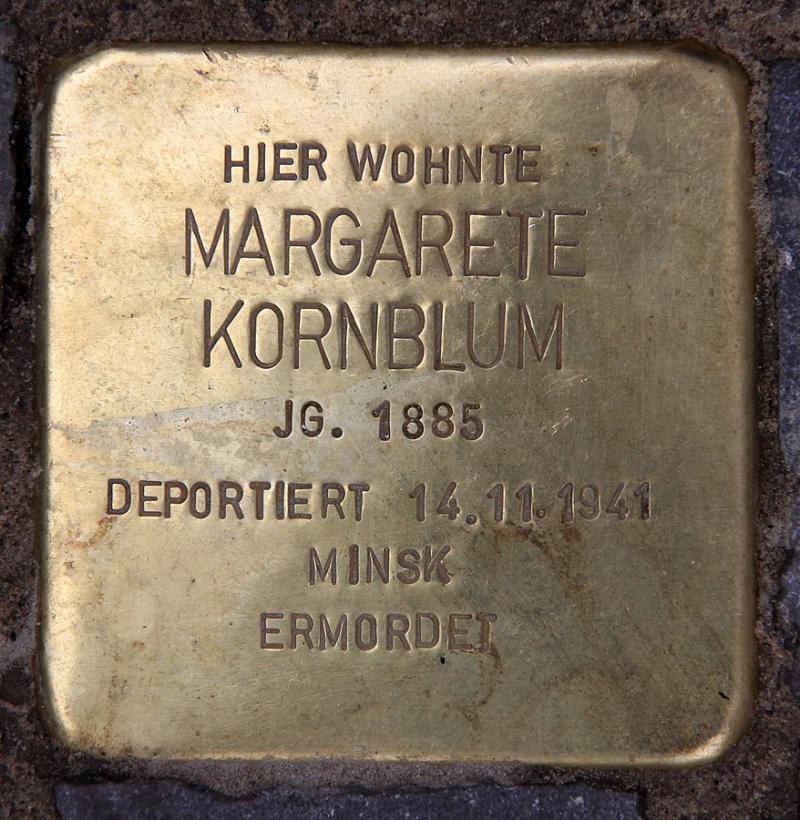 HIER WOHNTE
MARGARETE
KORNBLUM
JG. 1885
DEPORTIERT 14.11.1941
MINSK
ERMORDET